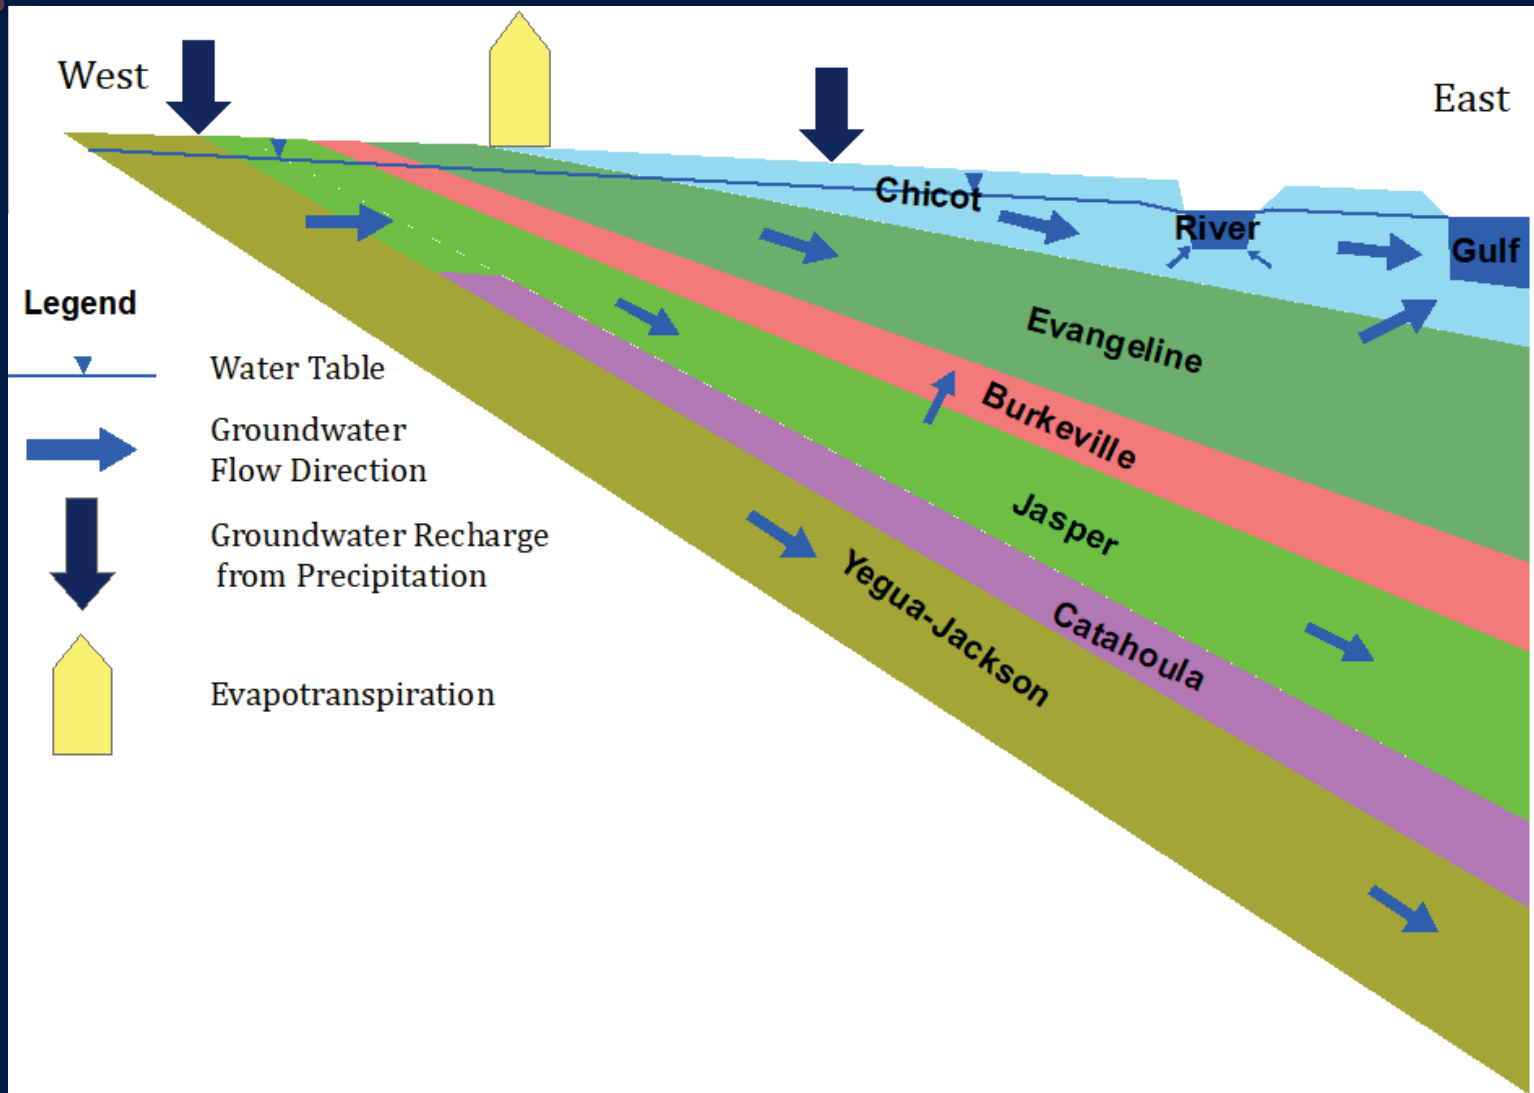 West
East
Chicot
River
Gulf
Evangeline
Burkeville
Jasper
Catahoula
Yegua-Jackson
Legend
Water Table
Groundwater
Flow Direction
Groundwater Recharge
from Precipitation
Evapotranspiration